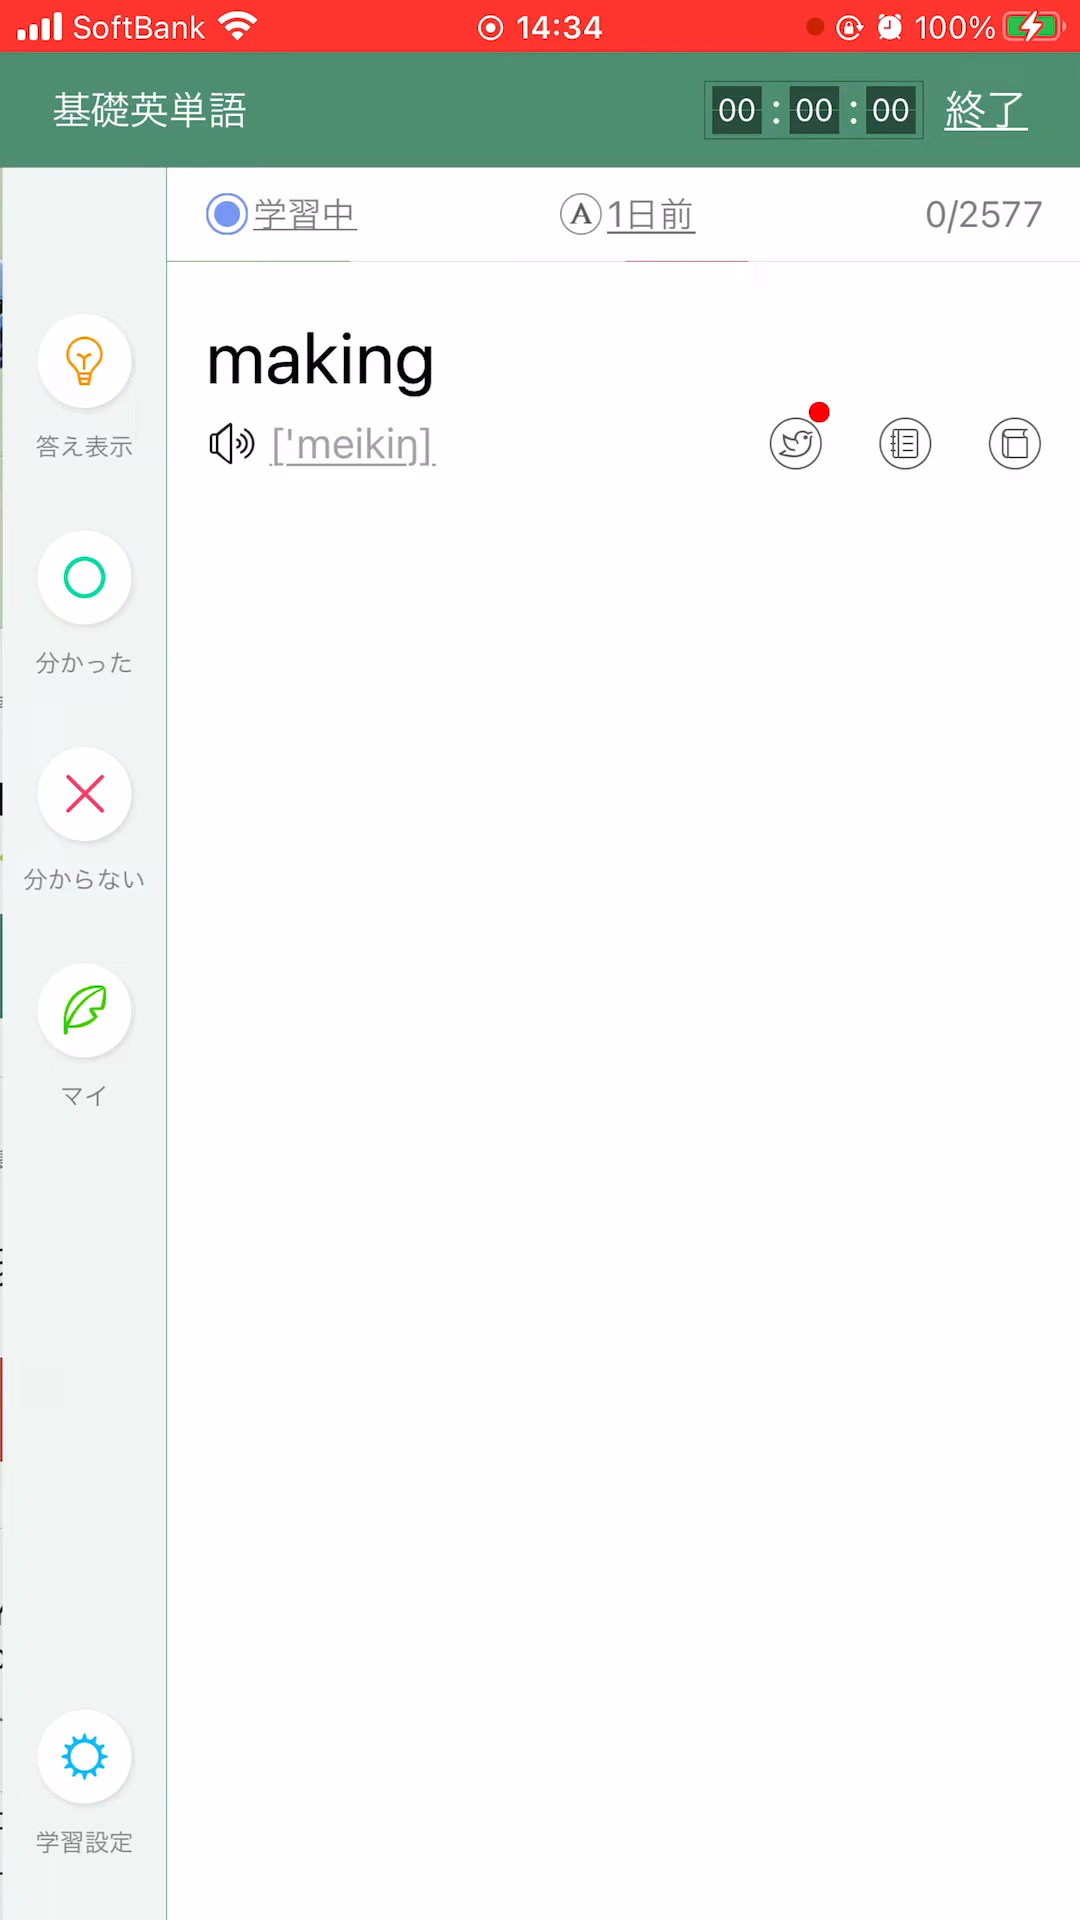 SoftBank 14:34 100%
基礎英単語 00 : 00 : 00 終了
学習中 A 1日前 0/2577
making
['meikiŋ]
答え表示
分かった
分からない
マイ
学習設定